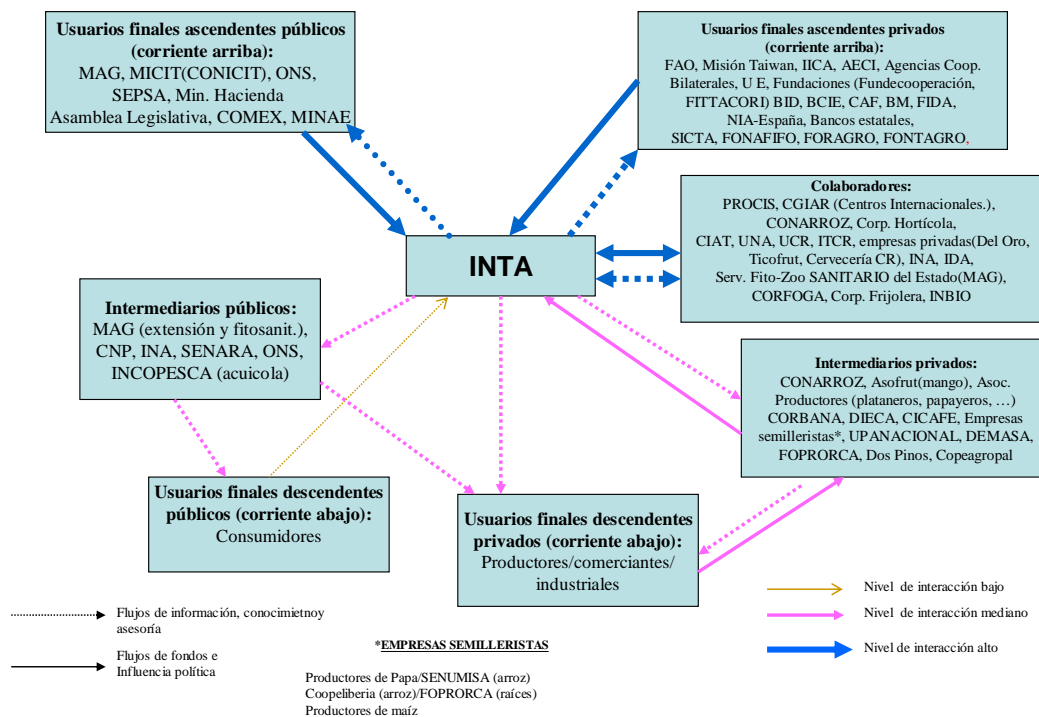 Usuarios finales ascendentes públicos
(corriente arriba):
MAG, MICIT(CONICIT), ONS,
SEPSA, Min. Hacienda
Asamblea Legislativa, COMEX, MINAE
Usuarios finales ascendentes privados
(corriente arriba):
FAO, Misión Taiwan, IICA, AECI, Agencias Coop.
Bilaterales, U E, Fundaciones (Fundecooperación,
FITTACORI) BID, BCIE, CAF, BM, FIDA,
NIA-España, Bancos estatales,
SICTA, FONAFIFO, FORAGRO, FONTAGRO,
Colaboradores:
PROCIS, CGIAR (Centros Internacionales.),
CONARROZ, Corp. Hortícola,
CIAT, UNA, UCR, ITCR, empresas privadas(Del Oro,
Ticofrut, Cervecería CR), INA, IDA,
Serv. Fito-Zoo SANITARIO del Estado(MAG),
CORFOGA, Corp. Frijolera, INBIO
INTA
Intermediarios públicos:
MAG (extensión y fitosanit.),
CNP, INA, SENARA, ONS,
INCOPESCA (acuicola)
Intermediarios privados:
CONARROZ, Asofrut(mango), Asoc.
Productores (plataneros, papayeros, …)
CORBANA, DIECA, CICAFE, Empresas
semilleristas*, UPANACIONAL, DEMASA,
FOPRORCA, Dos Pinos, Copeagropal
Usuarios finales descendentes
públicos (corriente abajo):
Consumidores
Usuarios finales descendentes
privados (corriente abajo):
Productores/comerciantes/
industriales
Flujos de información, conocimietnoy
asesoría
Flujos de fondos e
Influencia política
*EMPRESAS SEMILLERISTAS
Productores de Papa/SENUMISA (arroz)
Coopeliberia (arroz)/FOPRORCA (raíces)
Productores de maíz
Nivel de interacción bajo
Nivel de interacción mediano
Nivel de interacción alto